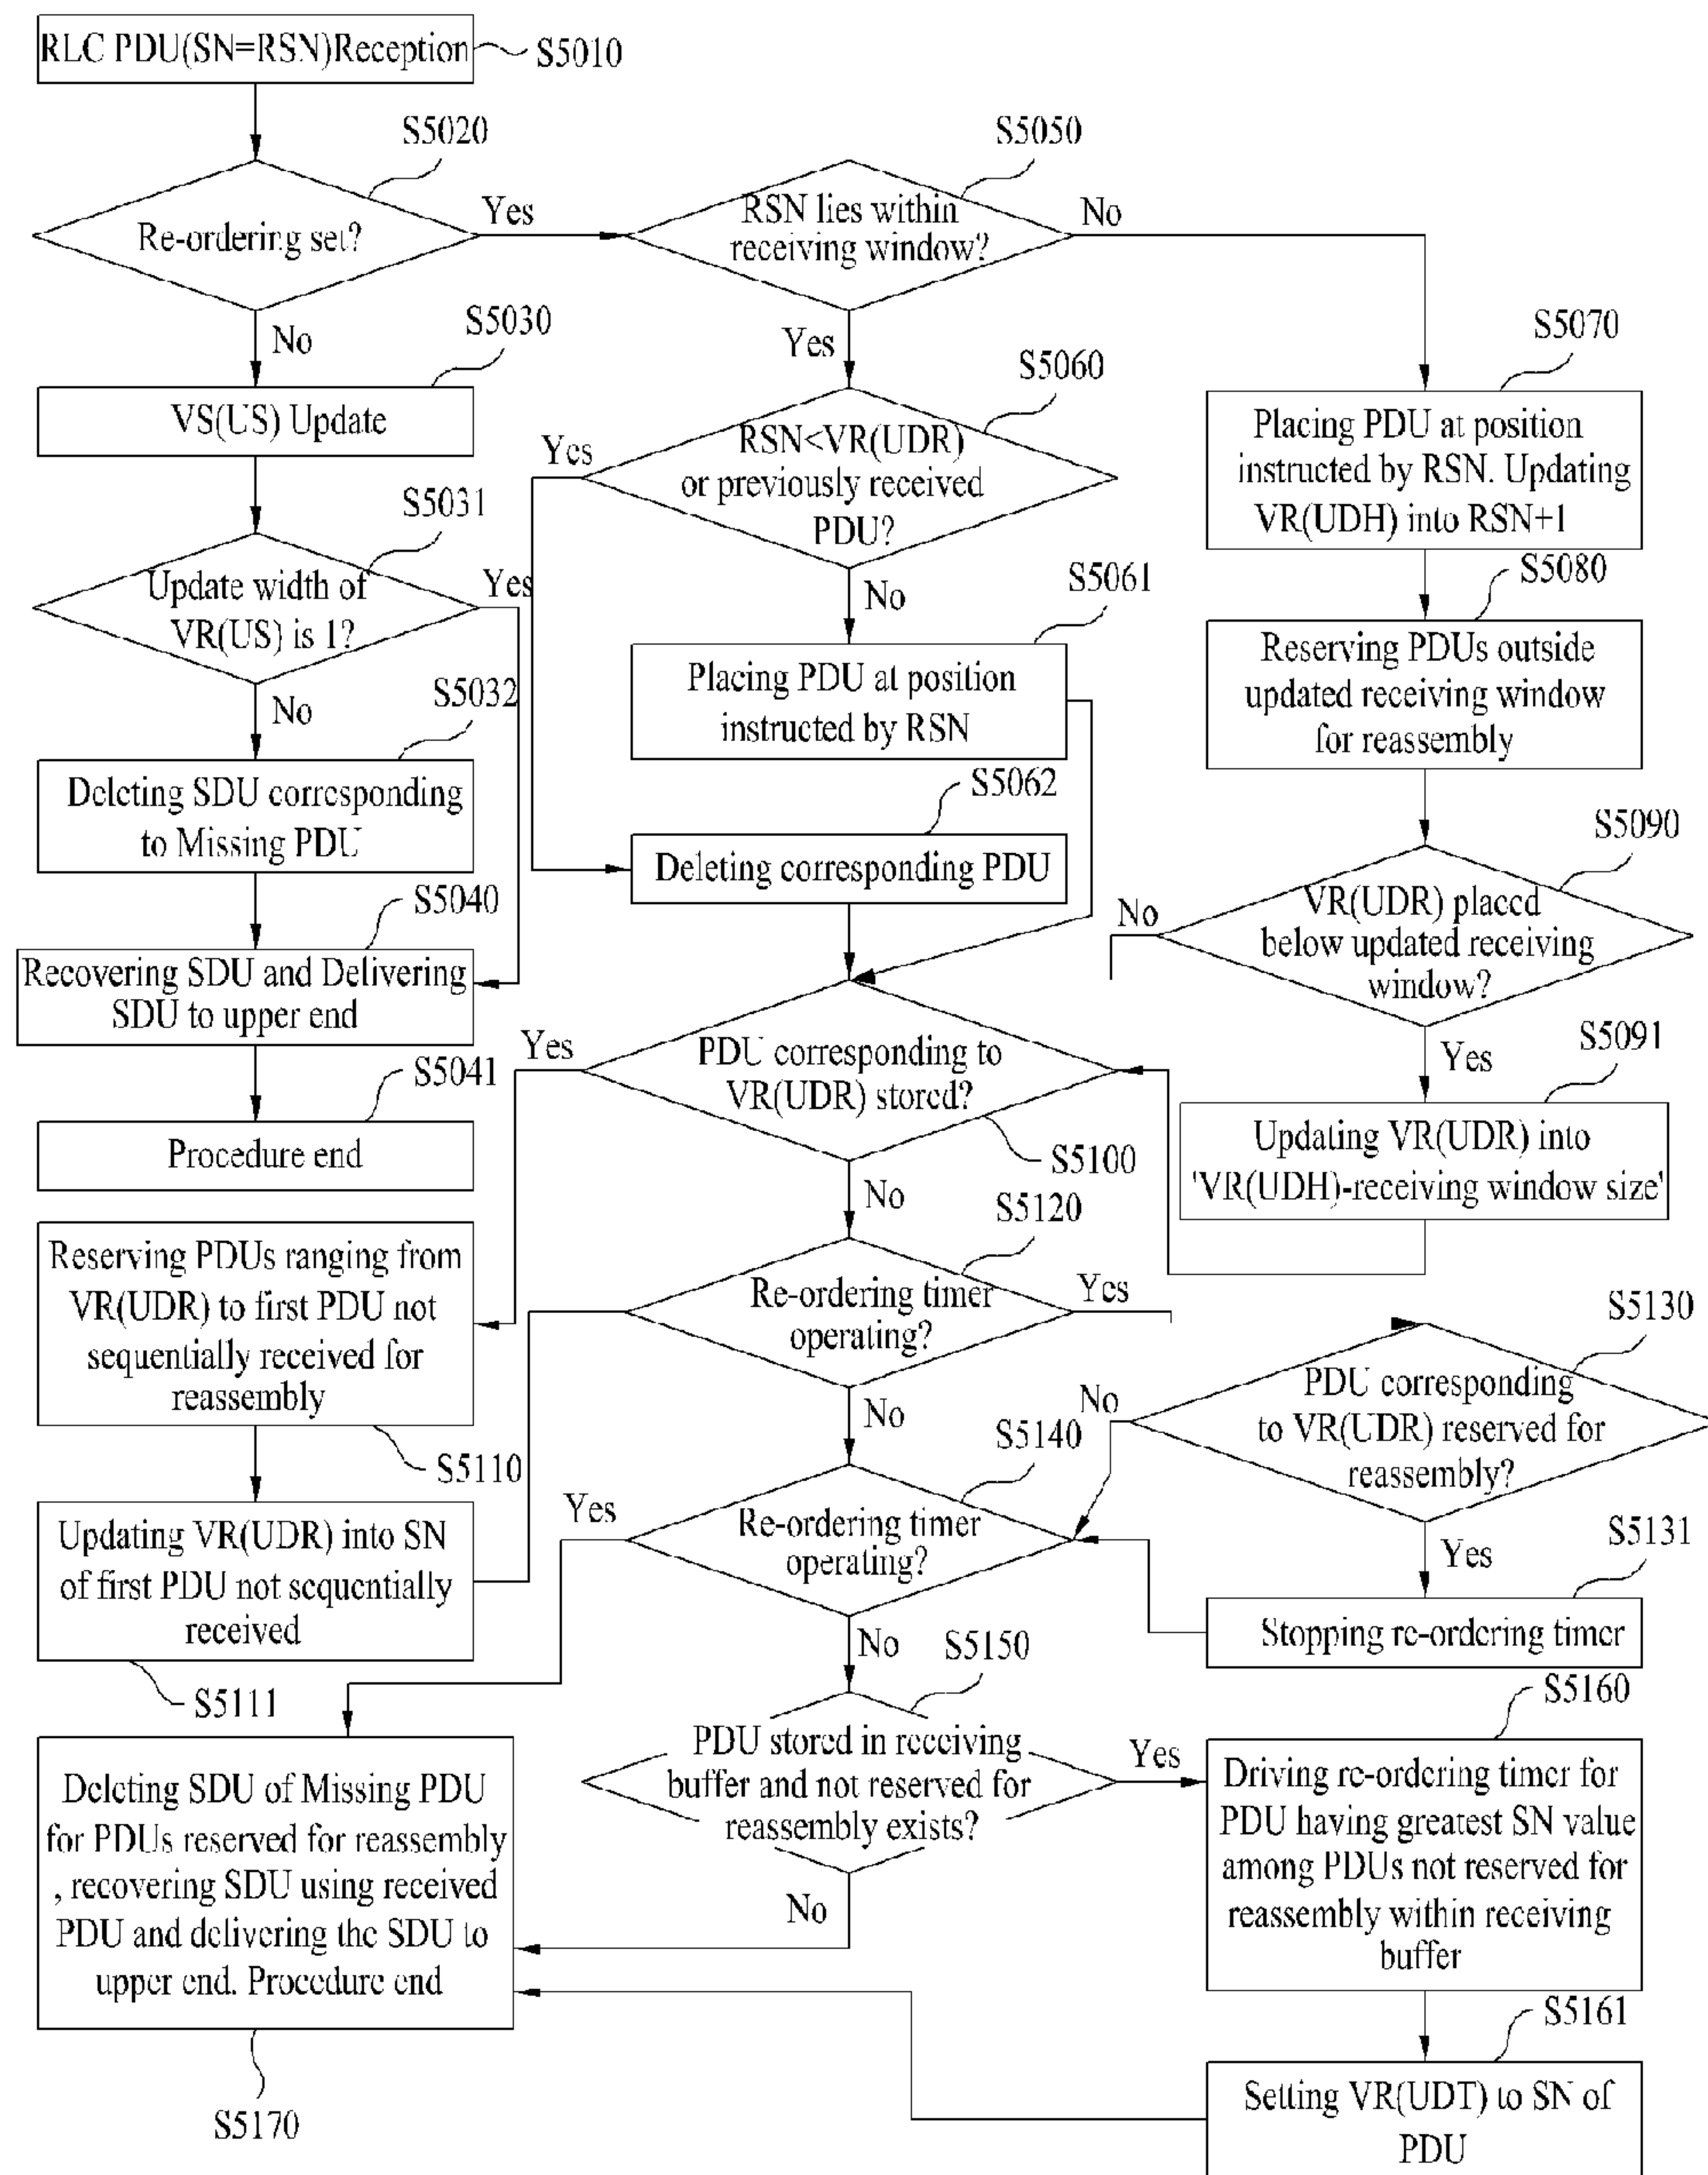 RLC PDU(SN=RSN)Reception
S5010
S5020
Re-ordering set?
Yes
No
S5050
RSN lies within
receiving window?
No
Yes
S5030
VS(US) Update
S5031
Update width of
VR(US) is 1?
Yes
No
S5032
Deleting SDU corresponding
to Missing PDU
S5040
Recovering SDU and Delivering
SDU to upper end
S5041
Procedure end
S5060
RSN<VR(UDR)
or previously received
PDU?
Yes
No
S5061
Placing PDU at position
instructed by RSN
S5062
Deleting corresponding PDU
S5070
Placing PDU at position
instructed by RSN. Updating
VR(UDH) into RSN+1
S5080
Reserving PDUs outside
updated receiving window
for reassembly
S5090
VR(UDR) placed
below updated receiving
window?
No
Yes
S5091
Updating VR(UDR) into
'VR(UDH)-receiving window size'
PDU corresponding to
VR(UDR) stored?
Yes
S5100
No
Reserving PDUs ranging from
VR(UDR) to first PDU not
sequentially received for
reassembly
S5110
Updating VR(UDR) into SN
of first PDU not sequentially
received
S5111
S5120
Re-ordering timer
operating?
Yes
No
S5130
PDU corresponding
to VR(UDR) reserved for
reassembly?
No
Yes
S5131
Stopping re-ordering timer
S5140
Re-ordering timer
operating?
Yes
No
S5150
PDU stored in receiving
buffer and not reserved for
reassembly exists?
Yes
No
S5160
Driving re-ordering timer for
PDU having greatest SN value
among PDUs not reserved for
reassembly within receiving
buffer
S5161
Setting VR(UDT) to SN of
PDU
Deleting SDU of Missing PDU
for PDUs reserved for reassembly
, recovering SDU using received
PDU and delivering the SDU to
upper end. Procedure end
S5170